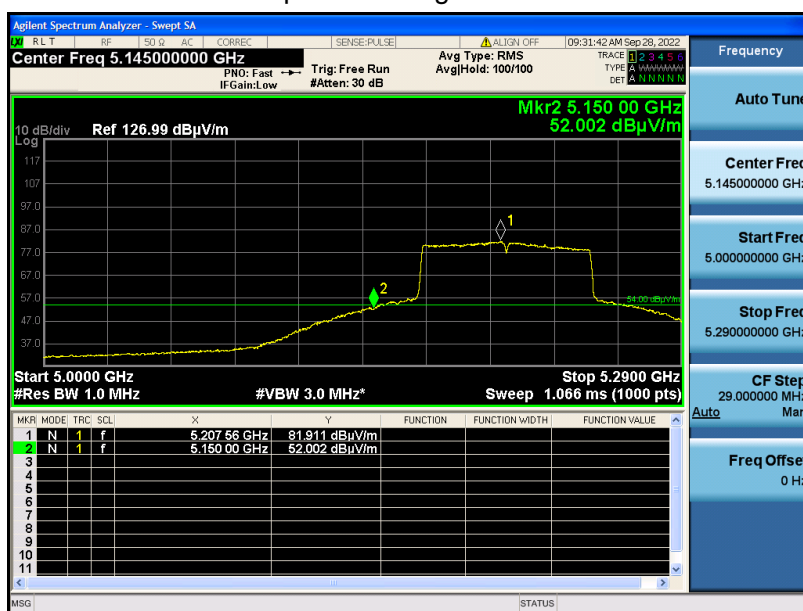 Agilent Spectrum Analyzer - Swept SA
LXI RLT RF 50 Ω AC CORREC SENSE:PULSE ALIGN OFF 09:31:42 AM Sep 28, 2022
Center Freq 5.145000000 GHz
PNO: Fast
IFGain:Low
Trig: Free Run
#Atten: 30 dB
Avg Type: RMS
Avg|Hold: 100/100
TRACE 1 2 3 4 5 6
TYPE A WWWWW
DET A N N N N N
Frequency
Mkr2 5.150 00 GHz
52.002 dBµV/m
10 dB/div Ref 126.99 dBµV/m
Log
117
107
97.0
87.0
77.0
67.0
57.0
47.0
37.0
1
2
54.00 dBµV/m
Start 5.0000 GHz Stop 5.2900 GHz
#Res BW 1.0 MHz #VBW 3.0 MHz* Sweep 1.066 ms (1000 pts)
MKR MODE TRC SCL X Y FUNCTION FUNCTION WIDTH FUNCTION VALUE
1 N 1 f 5.207 56 GHz 81.911 dBµV/m
2 N 1 f 5.150 00 GHz 52.002 dBµV/m
3
4
5
6
7
8
9
10
11
MSG STATUS
Auto Tune
Center Freq
5.145000000 GHz
Start Freq
5.000000000 GHz
Stop Freq
5.290000000 GHz
CF Step
29.000000 MHz
Auto Man
Freq Offset
0 Hz